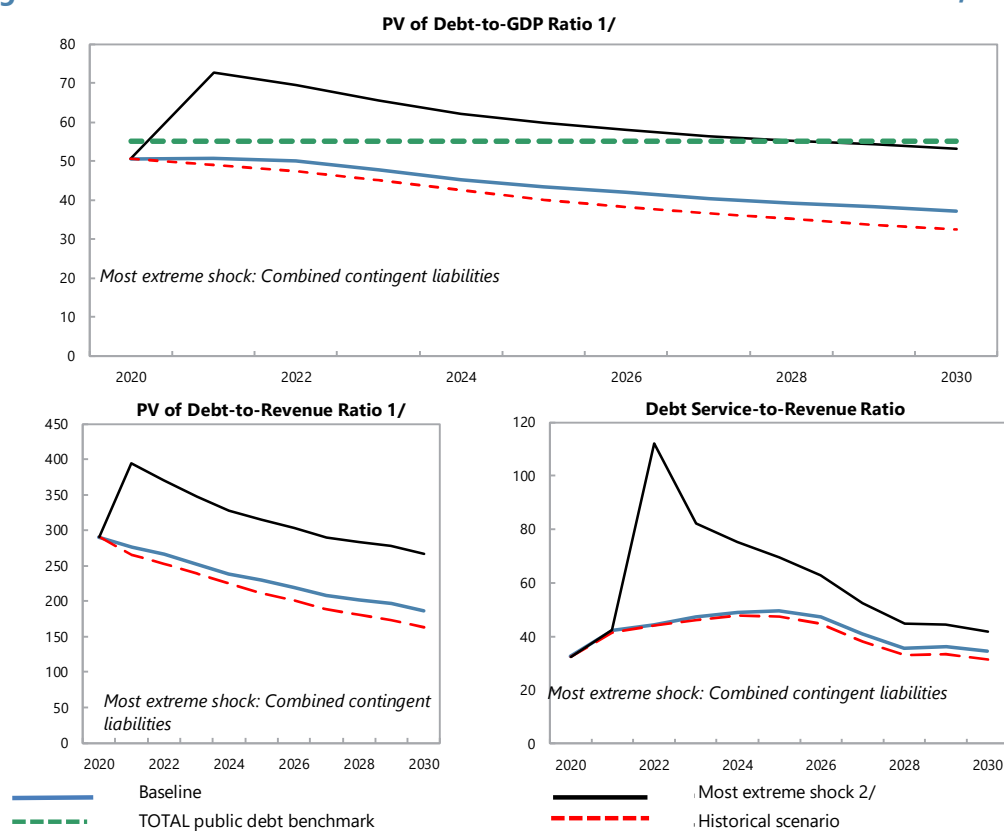 PV of Debt-to-GDP Ratio 1/
80
70
60
50
40
30
20
10
0
Most extreme shock: Combined contingent liabilities
2020 2022 2024 2026 2028 2030
PV of Debt-to-Revenue Ratio 1/
450
400
350
300
250
200
150
100
50
0
Most extreme shock: Combined contingent
liabilities
2020 2022 2024 2026 2028 2030
Debt Service-to-Revenue Ratio
120
100
80
60
40
20
0
Most extreme shock: Combined contingent liabilities
2020 2022 2024 2026 2028 2030
Baseline
Most extreme shock 2/
TOTAL public debt benchmark
Historical scenario